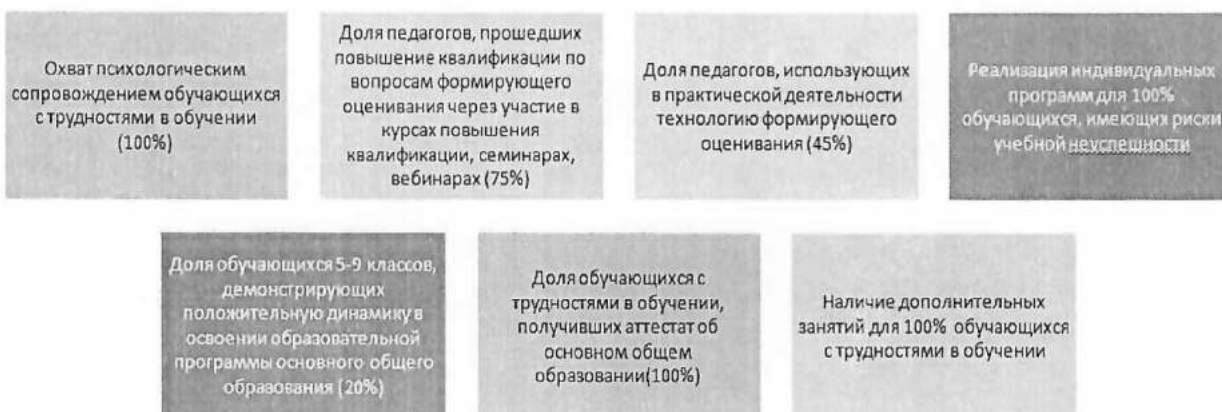 Охват психологическим
сопровождением обучающихся
с трудностями в обучении
(100%)
Доля педагогов, прошедших
повышение квалификации по
вопросам формирующего
оценивания через участие в
курсах повышения
квалификации, семинарах,
вебинарах (75%)
Доля педагогов, использующих
в практической деятельности
технологию формирующего
оценивания (45%)
Реализация индивидуальных
программ для 100%
обучающихся, имеющих риски
учебной неуспешности
Доля обучающихся 5-9 классов,
демонстрирующих
положительную динамику в
освоении образовательной
программы основного общего
образования (20%)
Доля обучающихся с
трудностями в обучении,
получивших аттестат об
основном общем
образовании(100%)
Наличие дополнительных
занятий для 100% обучающихся
с трудностями в обучении